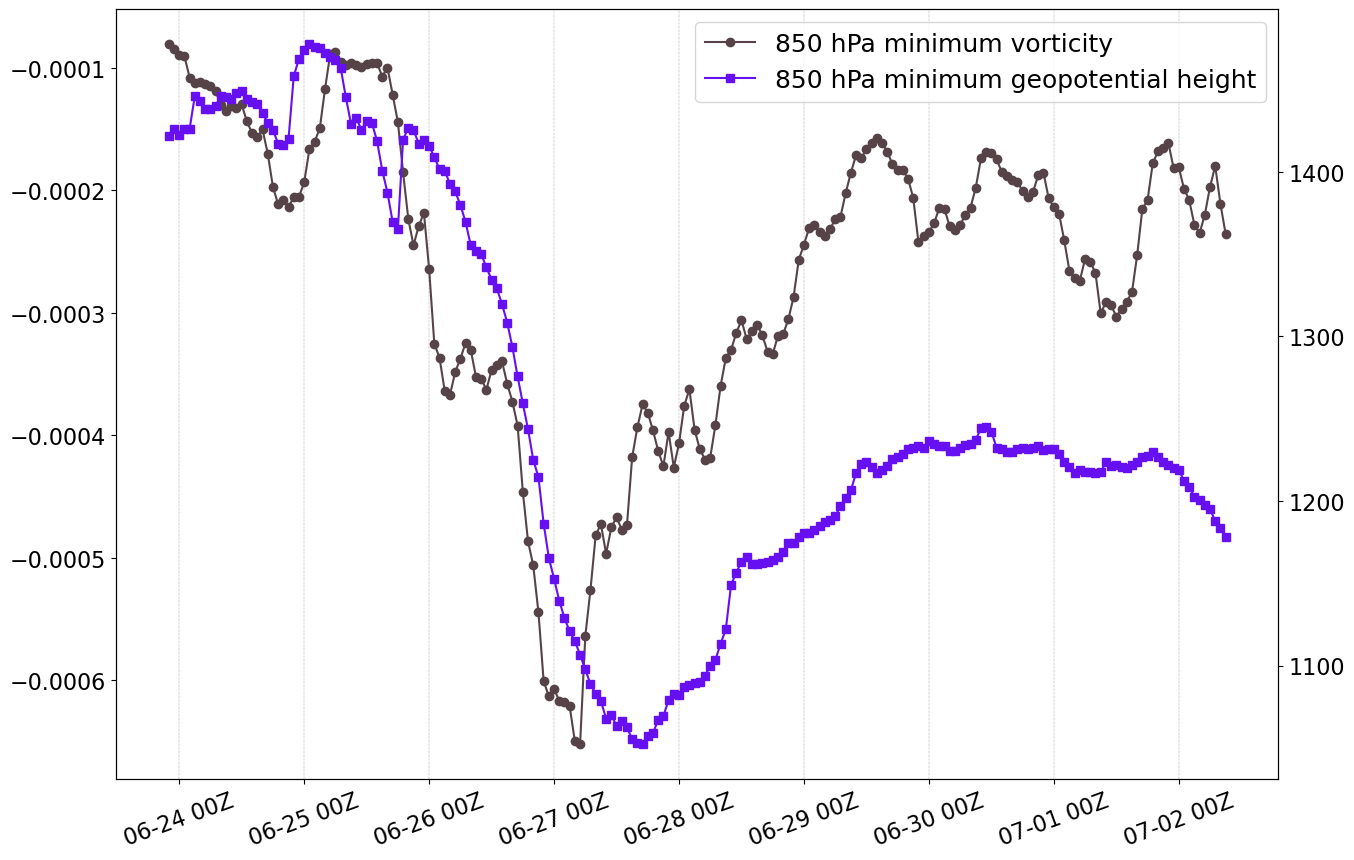 850 hPa minimum vorticity
850 hPa minimum geopotential height
−0.0001
−0.0002
−0.0003
−0.0004
−0.0005
−0.0006
1400
1300
1200
1100
06-24 00Z
06-25 00Z
06-26 00Z
06-27 00Z
06-28 00Z
06-29 00Z
06-30 00Z
07-01 00Z
07-02 00Z